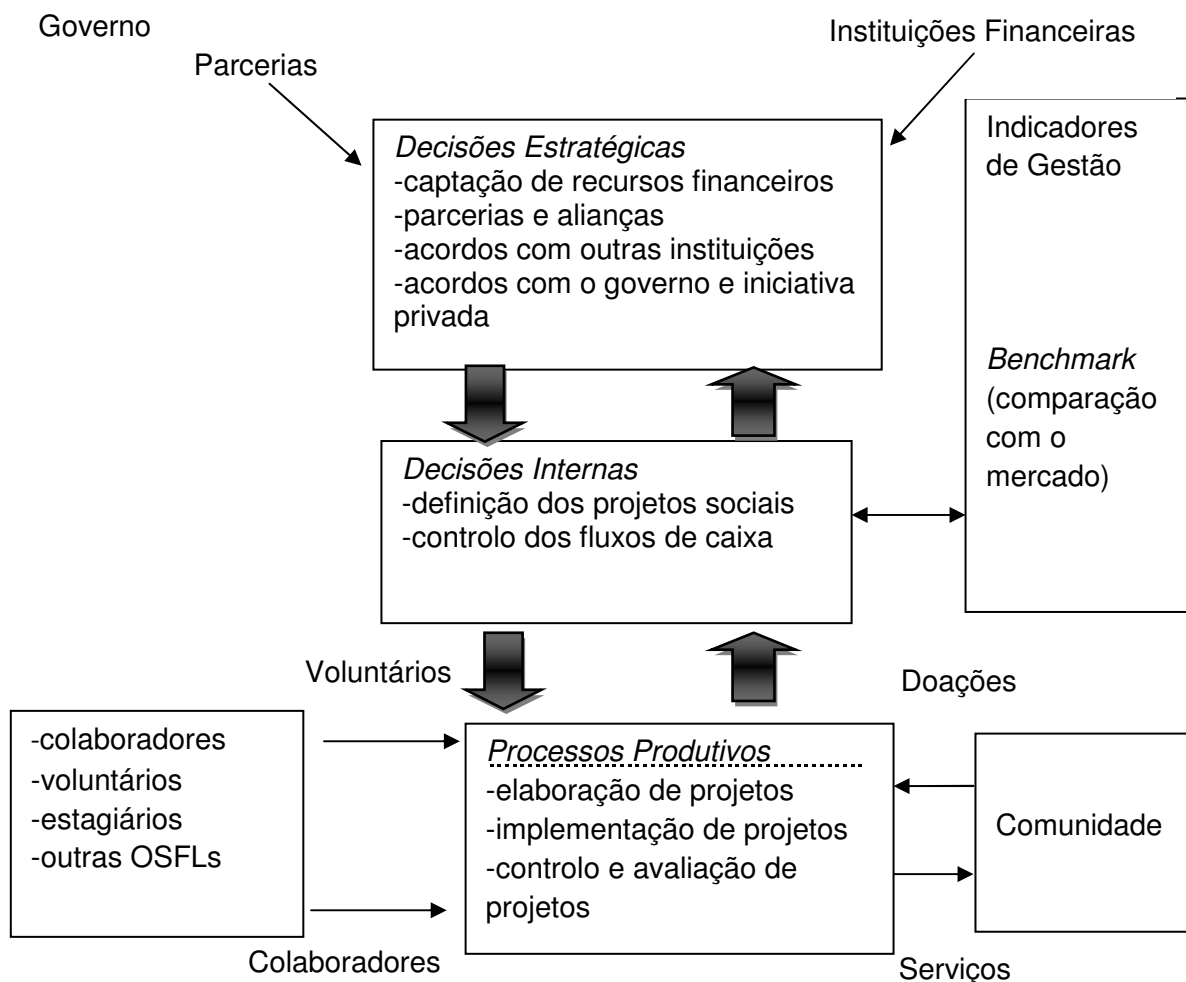 Governo
Instituições Financeiras
Parcerias
Decisões Estratégicas
-captação de recursos financeiros
-parcerias e alianças
-acordos com outras instituições
-acordos com o governo e iniciativa
privada
Indicadores
de Gestão
Benchmark
(comparação
com o
mercado)
Decisões Internas
-definição dos projetos sociais
-controlo dos fluxos de caixa
Voluntários
Doações
-colaboradores
-voluntários
-estagiários
-outras OSFLs
Processos Produtivos
-elaboração de projetos
-implementação de projetos
-controlo e avaliação de
projetos
Comunidade
Colaboradores
Serviços